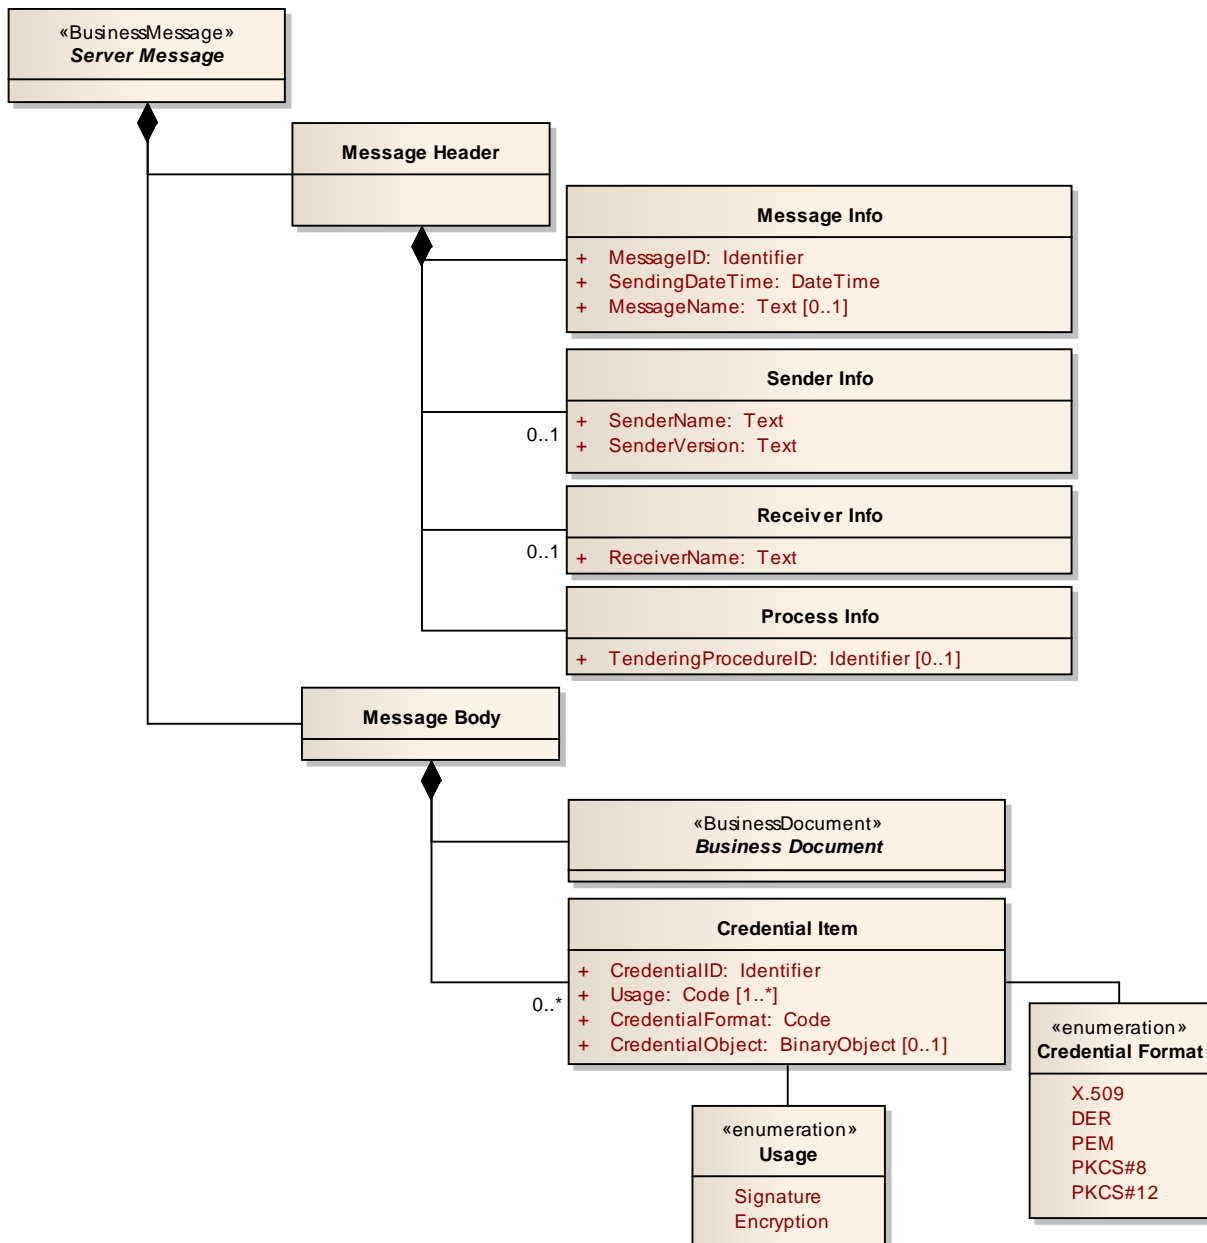 «BusinessMessage»
Server Message
Message Header
Message Info
+ MessageID: Identifier
+ SendingDateTime: DateTime
+ MessageName: Text [0..1]
Sender Info
+ SenderName: Text
+ SenderVersion: Text
0..1
Receiver Info
+ ReceiverName: Text
0..1
Process Info
+ TenderingProcedureID: Identifier [0..1]
Message Body
«BusinessDocument»
Business Document
Credential Item
+ CredentialID: Identifier
+ Usage: Code [1..*]
+ CredentialFormat: Code
+ CredentialObject: BinaryObject [0..1]
0..*
«enumeration»
Credential Format
X.509
DER
PEM
PKCS#8
PKCS#12
«enumeration»
Usage
Signature
Encryption